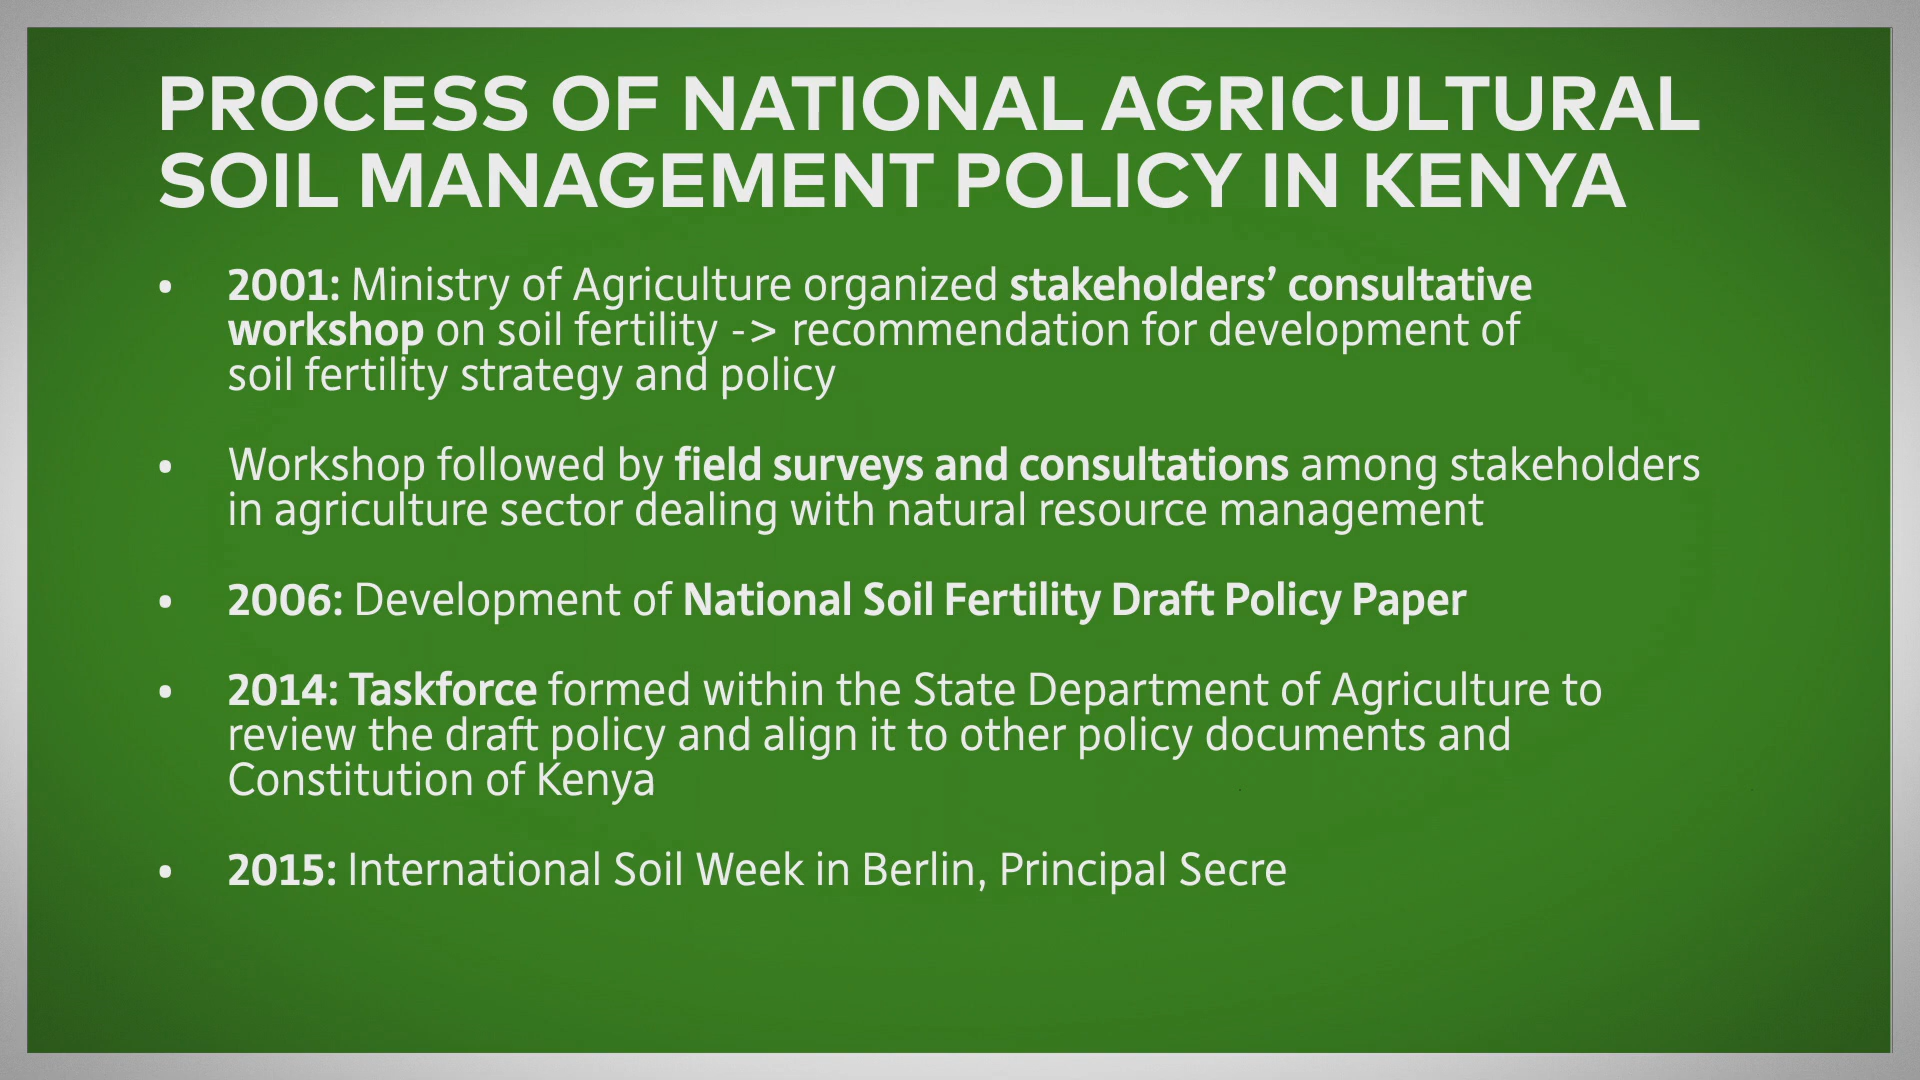 PROCESS OF NATIONAL AGRICULTURAL
SOIL MANAGEMENT POLICY IN KENYA
• 2001: Ministry of Agriculture organized stakeholders’ consultative
workshop on soil fertility -> recommendation for development of
soil fertility strategy and policy
• Workshop followed by field surveys and consultations among stakeholders
in agriculture sector dealing with natural resource management
• 2006: Development of National Soil Fertility Draft Policy Paper
• 2014: Taskforce formed within the State Department of Agriculture to
review the draft policy and align it to other policy documents and
Constitution of Kenya
• 2015: International Soil Week in Berlin, Principal Secre